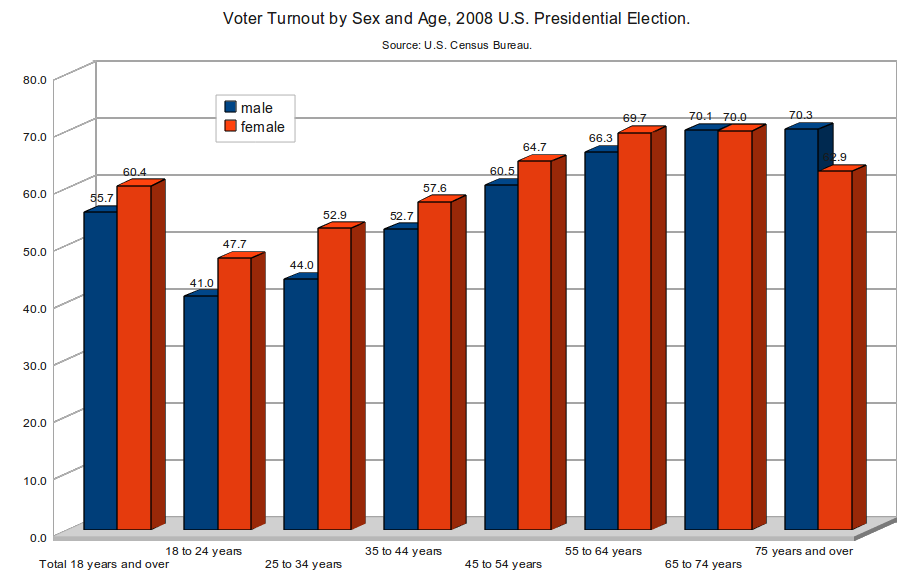 Voter Turnout by Sex and Age, 2008 U.S. Presidential Election.
Source: U.S. Census Bureau.
80.0
70.0
60.0
50.0
40.0
30.0
20.0
10.0
0.0
male
female
55.7
60.4
41.0
47.7
44.0
52.9
52.7
57.6
60.5
64.7
66.3
69.7
70.1
70.0
70.3
Total 18 years and over
18 to 24 years
25 to 34 years
35 to 44 years
45 to 54 years
55 to 64 years
65 to 74 years
75 years and over